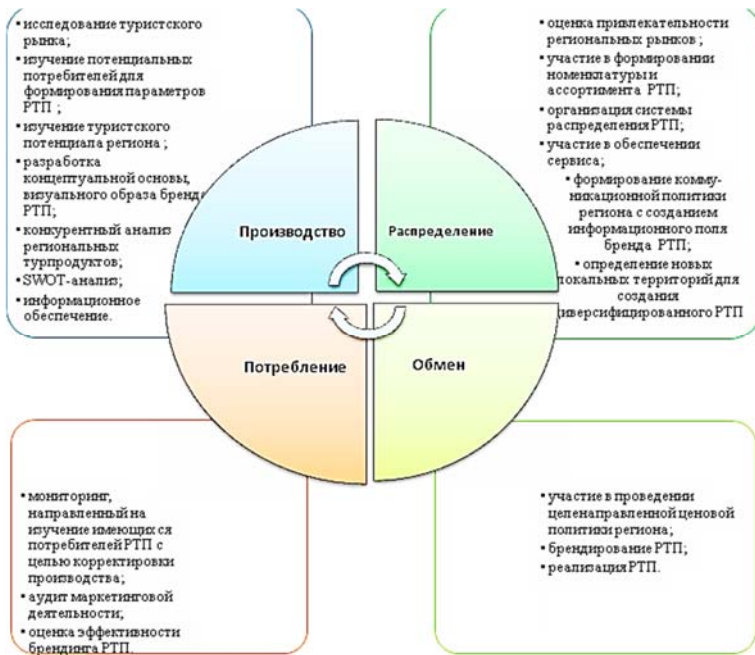 • исследование туристского
рынка;
• изучение потенциальных
потребителей для
формирования параметров
РТП ;
• изучение туристского
потенциала региона ;
• разработка
концептуальной основы,
визуального образа бренда
РТП;
• конкурентный анализ
региональных
турпродуктов;
• SWOT-анализ;
• информационное
обеспечение.
• оценка привлекательности
региональных рынков ;
• участие в формировании
номенклатуры и
ассортимента РТП;
• организация системы
распределения РТП;
• участие в обеспечении
сервиса;
• формирование комму-
никационной политики
региона с созданием
информационного поля
бренда РТП;
• определение новых
локальных территорий для
создания
диверсифицированного РТП
Производство
Распределение
Потребление
Обмен
• мониторинг,
направленный на
изучение имеющих ся
потребителей РТП с
целью корректировки
производства;
• аудит маркетинговой
деятельности;
• оценка эффективности
брендинга РТП.
• участие в проведении
целенаправленной ценовой
политики региона;
• брендирование РТП;
• реализация РТП.